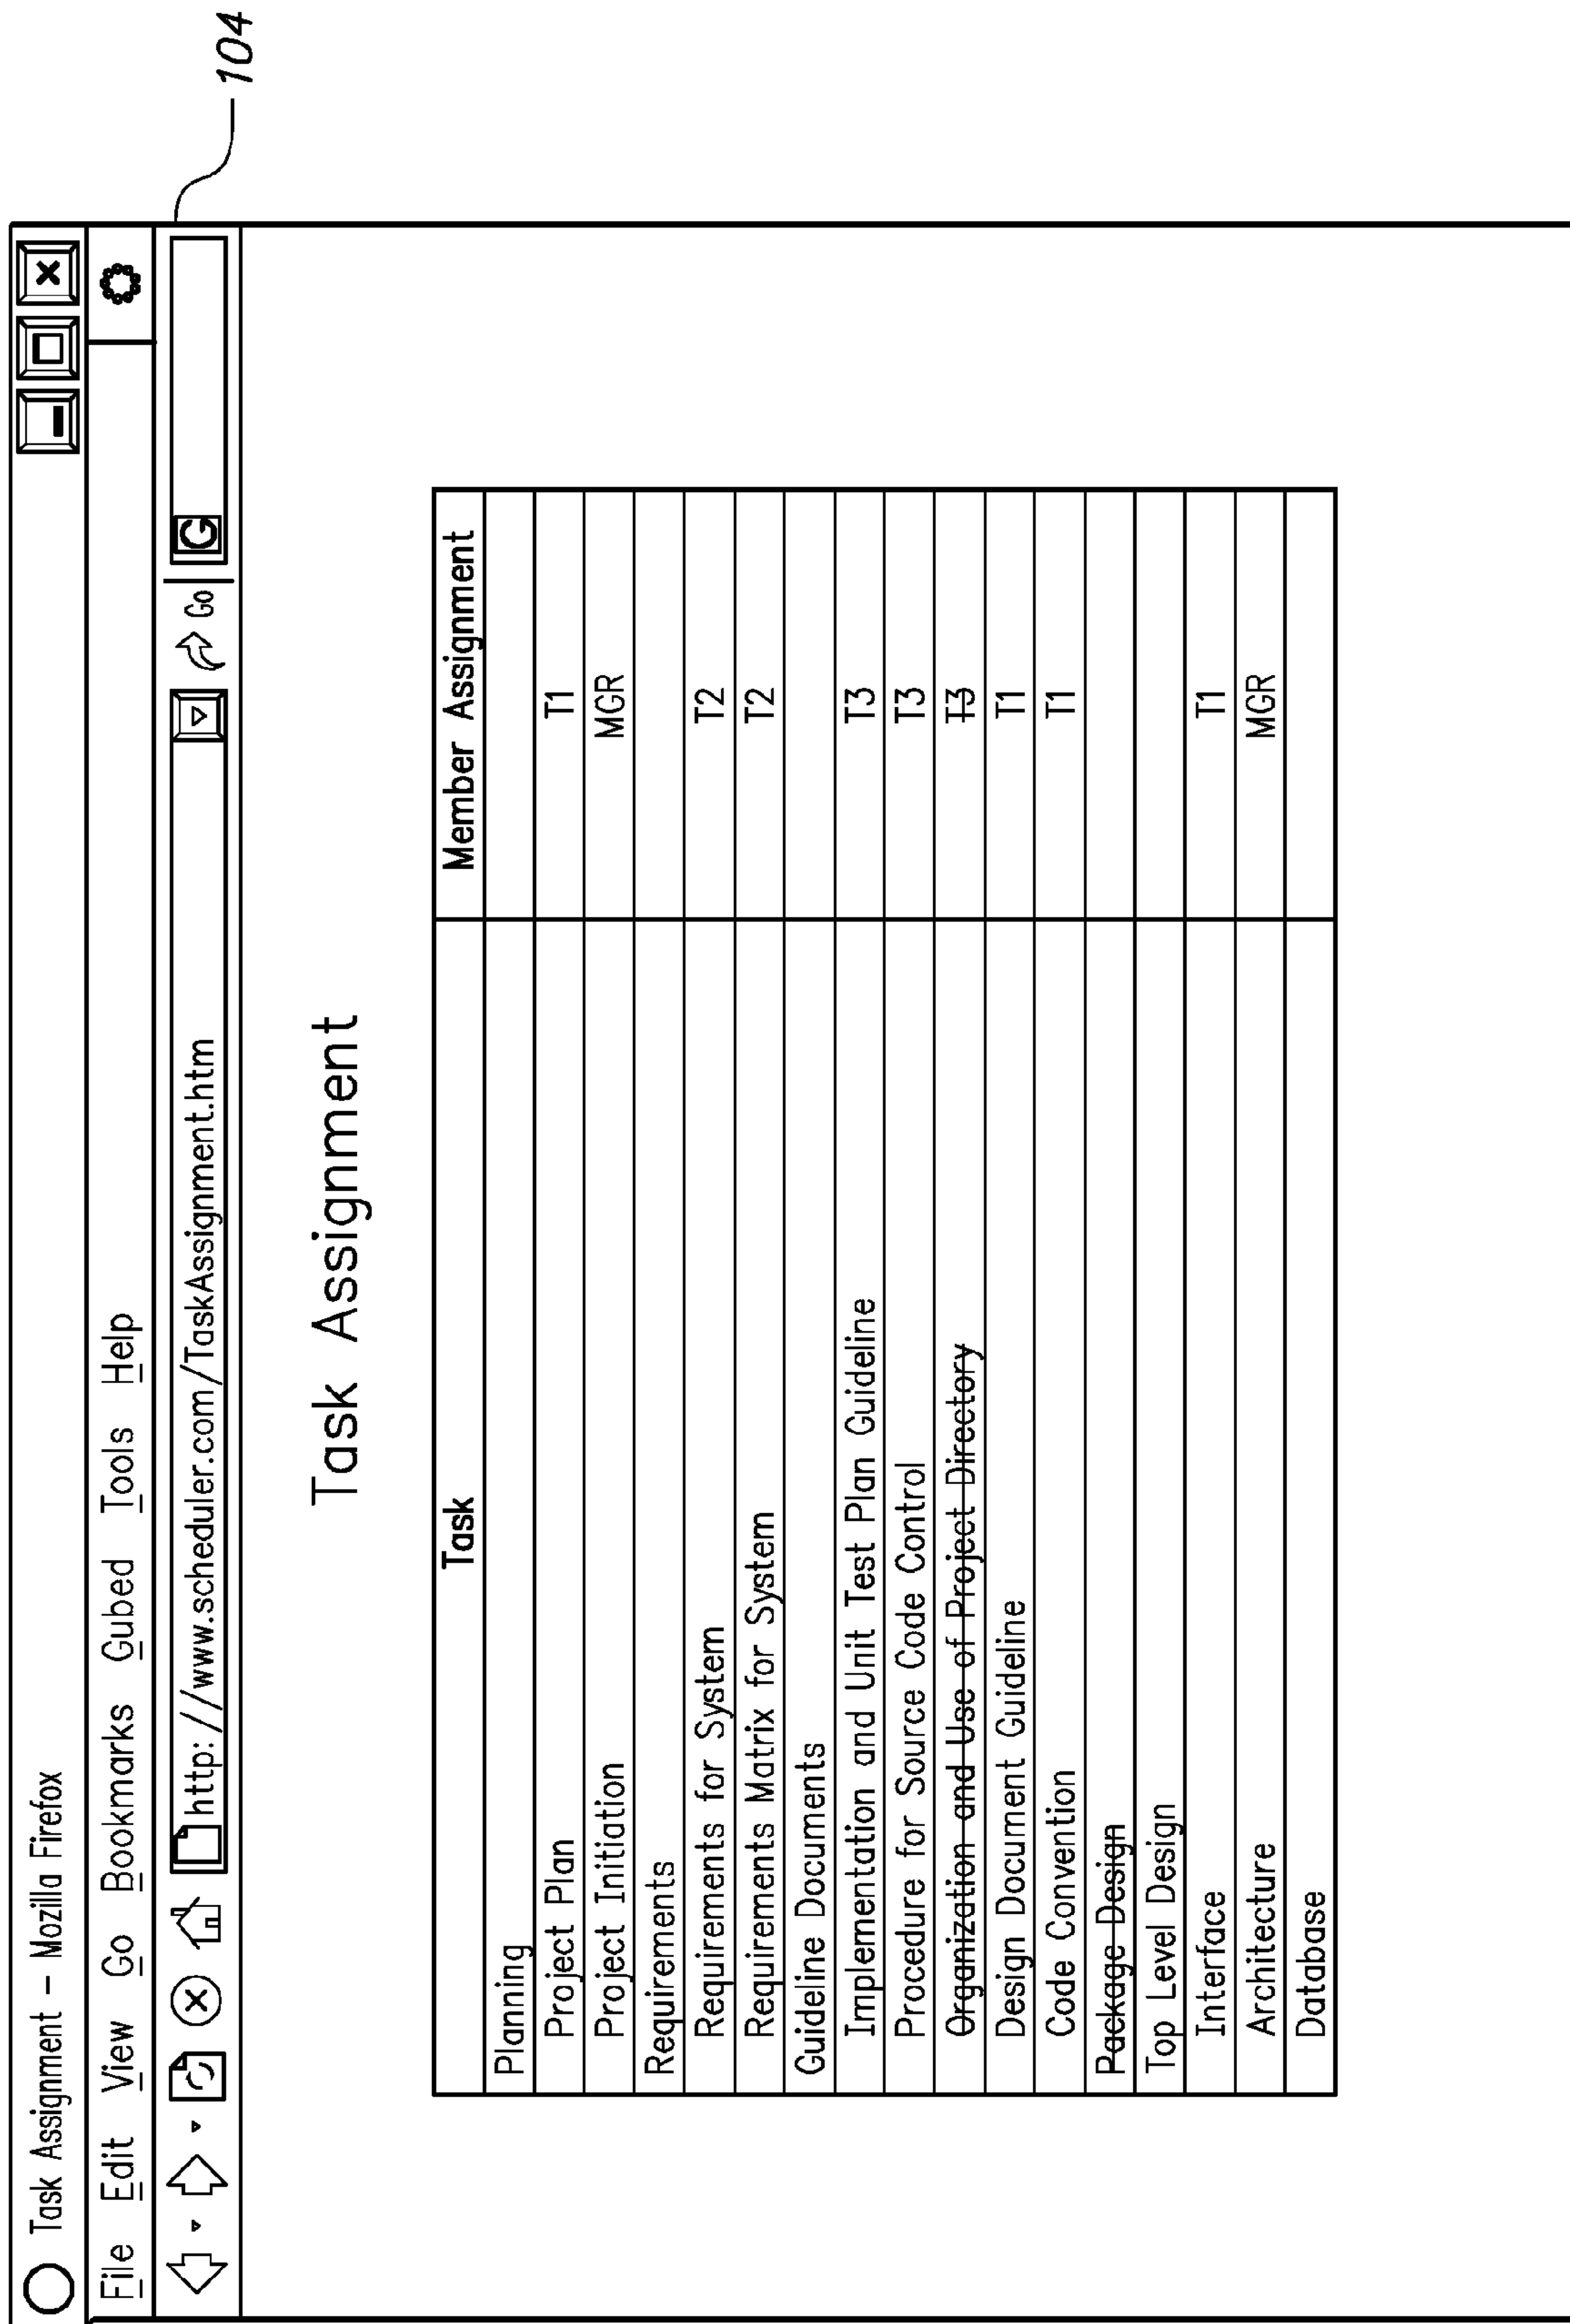 Task Assignment – Mozilla Firefox
File Edit View Go Bookmarks Gubed Tools Help
http://www.scheduler.com/TaskAssignment.htm Go G
104
Task Assignment
Task Member Assignment
Planning
Project Plan T1
Project Initiation MGR
Requirements
Requirements for System T2
Requirements Matrix for System T2
Guideline Documents
Implementation and Unit Test Plan Guideline T3
Procedure for Source Code Control T3
Organization and Use of Project Directory T3
Design Document Guideline T1
Code Convention T1
Package Design
Top Level Design
Interface T1
Architecture MGR
Database